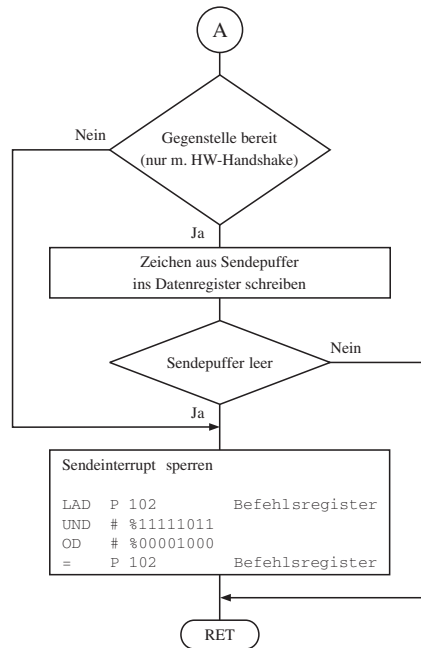 A
Nein
Gegenstelle bereit
(nur m. HW-Handshake)
Ja
Zeichen aus Sendepuffer
ins Datenregister schreiben
Sendepuffer leer
Nein
Ja
Sendeinterrupt sperren
LAD P 102 Befehlsregister
UND # %11111011
OD # %00001000
= P 102 Befehlsregister
RET